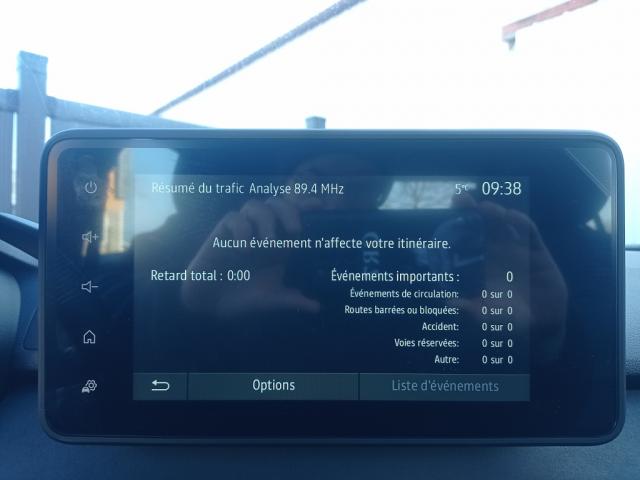 Résumé du trafic Analyse 89.4 MHz 5°C 09:38
Aucun événement n'affecte votre itinéraire.
Retard total : 0:00 Événements importants : 0
Événements de circulation: 0 sur 0
Routes barrées ou bloquées: 0 sur 0
Accident: 0 sur 0
Voies réservées: 0 sur 0
Autre: 0 sur 0
Options Liste d'événements